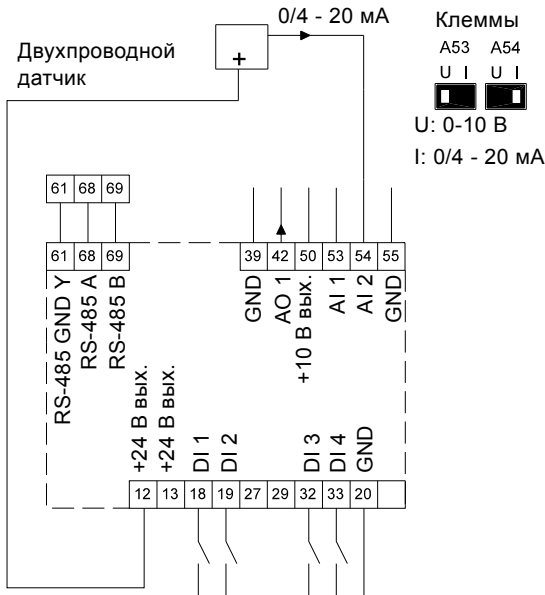 0/4 - 20 мА
Клеммы
A53 A54
U I U I
U: 0-10 В
I: 0/4 - 20 мА
Двухпроводной
датчик
+
61 68 69
61 68 69
39 42 50 53 54 55
RS-485 GND Y
RS-485 A
RS-485 B
GND
AO 1
+10 В вых.
AI 1
AI 2
GND
+24 В вых.
+24 В вых.
DI 1
DI 2
DI 3
DI 4
GND
12 13 18 19 27 29 32 33 20